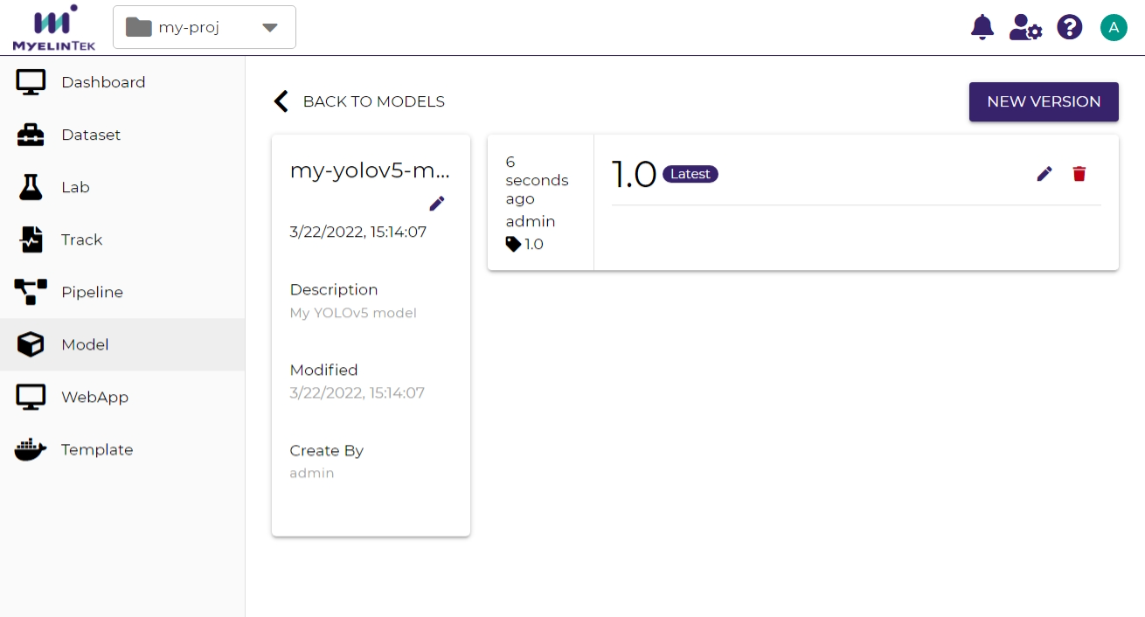 MYELINTEK
my-proj
A
Dashboard
Dataset
Lab
Track
Pipeline
Model
WebApp
Template
BACK TO MODELS
NEW VERSION
my-yolov5-m...
3/22/2022, 15:14:07
Description
My YOLOv5 model
Modified
3/22/2022, 15:14:07
Create By
admin
6
seconds
ago
admin
1.0
1.0 Latest